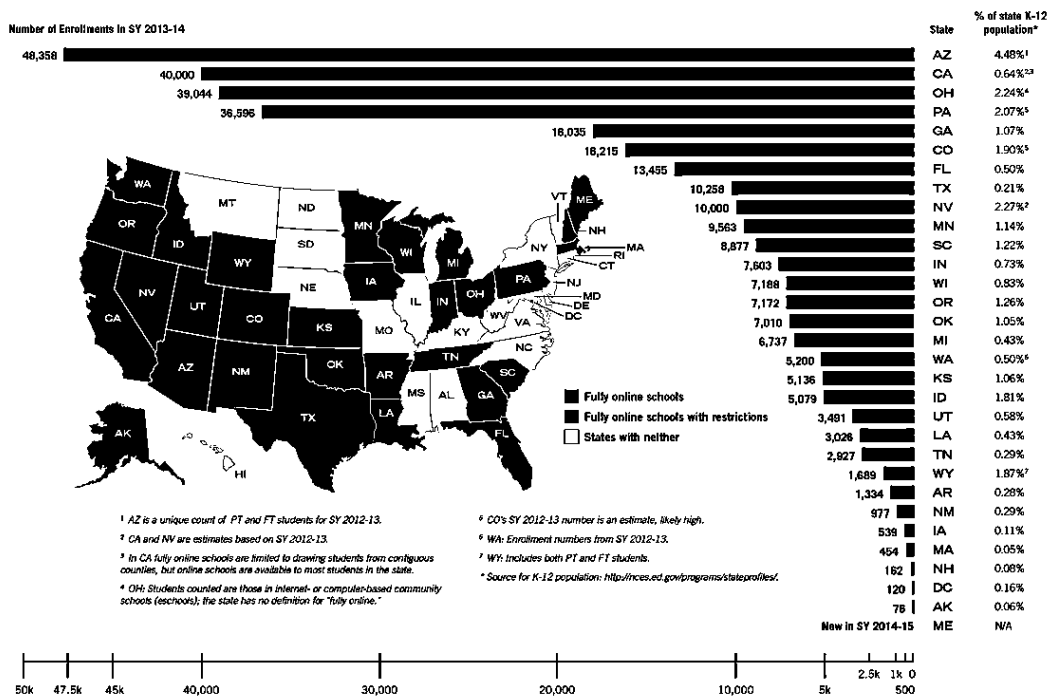 Number of Enrollments in SY 2013-14
State
% of state K-12
population*
48,358 AZ 4.48%¹
40,000 CA 0.64%²,³
39,044 OH 2.24%⁴
36,596 PA 2.07%⁵
GA 1.07%
16,215 CO 1.90%⁵
13,455 FL 0.50%
10,258 TX 0.21%
10,000 NV 2.27%²
9,563 MN 1.14%
8,877 SC 1.22%
7,603 IN 0.73%
7,188 WI 0.83%
7,172 OR 1.26%
7,010 OK 1.05%
6,737 MI 0.43%
5,200 WA 0.50%⁶
5,136 KS 1.06%
5,079 ID 1.81%
3,491 UT 0.58%
3,026 LA 0.43%
2,927 TN 0.29%
1,689 WY 1.87%⁷
1,334 AR 0.28%
977 NM 0.29%
539 IA 0.11%
454 MA 0.05%
162 NH 0.08%
120 DC 0.16%
AK 0.06%
New in SY 2014-15 ME N/A
WA
MT
ND
MN
VT
ME
OR
ID
SD
WI
MI
NY
NH
MA
RI
CT
WY
NE
IA
PA
NJ
NV
UT
CO
IL
IN
OH
MD
DE
DC
CA
KS
MO
KY
WV
VA
AZ
NM
OK
AR
TN
NC
SC
TX
LA
MS
AL
GA
FL
AK
HI
Fully online schools
Fully online schools with restrictions
States with neither
¹ AZ is a unique count of PT and FT students for SY 2012-13.
² CA and NV are estimates based on SY 2012-13.
³ In CA fully online schools are limited to drawing students from contiguous
counties, but online schools are available to most students in the state.
⁴ OH: Students counted are those in internet- or computer-based community
schools (eschools); the state has no definition for "fully online."
CO's SY 2012-13 number is an estimate, likely high.
⁶ WA: Enrollment numbers from SY 2012-13.
⁷ WY: Includes both PT and FT students.
* Source for K-12 population: http://nces.ed.gov/programs/stateprofiles/.
50k 47.5k 45k 40,000 30,000 20,000 10,000 5k 2.5k 1k 500 0